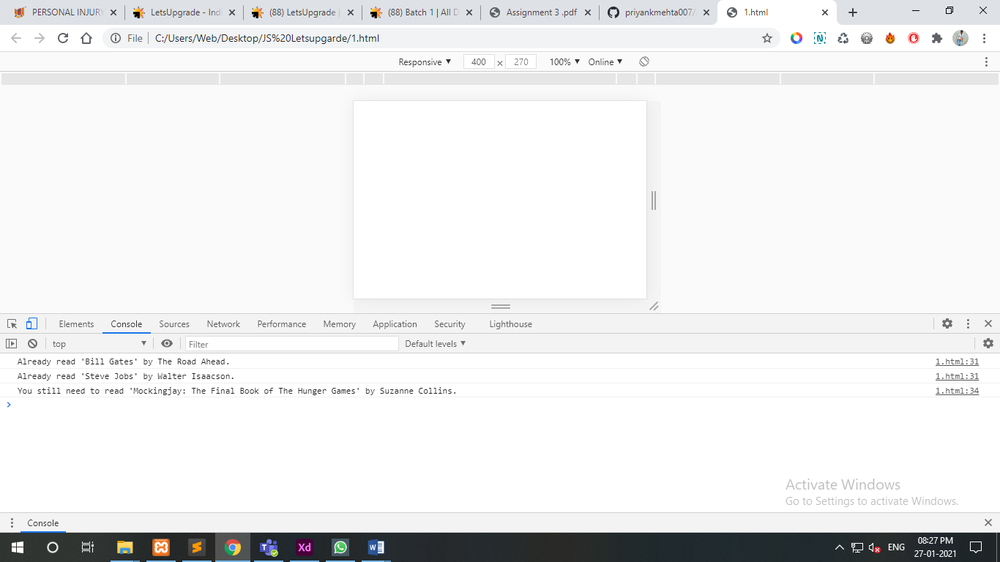 PERSONAL INJURY
LetsUpgrade - Indi
(88) LetsUpgrade |
(88) Batch 1 | All D
Assignment 3 .pdf
priyankmehta007/
1.html
File
C:/Users/Web/Desktop/JS%20Letsupgarde/1.html
Responsive 400 × 270 100% Online
Elements Console Sources Network Performance Memory Application Security Lighthouse
top Filter Default levels
Already read 'Bill Gates' by The Road Ahead. 1.html:31
Already read 'Steve Jobs' by Walter Isaacson. 1.html:31
You still need to read 'Mockingjay: The Final Book of The Hunger Games' by Suzanne Collins. 1.html:34
Activate Windows
Go to Settings to activate Windows.
Console
Xd
ENG
08:27 PM
27-01-2021